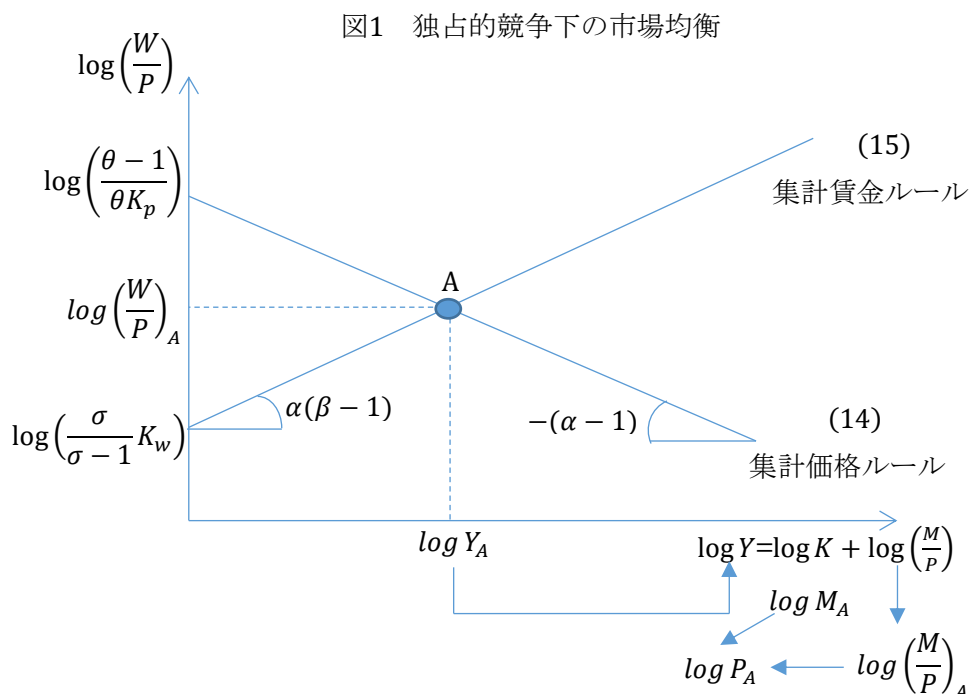 図1 独占的競争下の市場均衡
log(W/P)
(15)
集計賃金ルール
log((θ − 1)/(θK_p))
A
log(W/P)_A
α(β − 1)
−(α − 1)
(14)
集計価格ルール
log(σ/(σ − 1) K_w)
log Y_A
log Y=log K + log(M/P)
log M_A
log P_A
log(M/P)_A